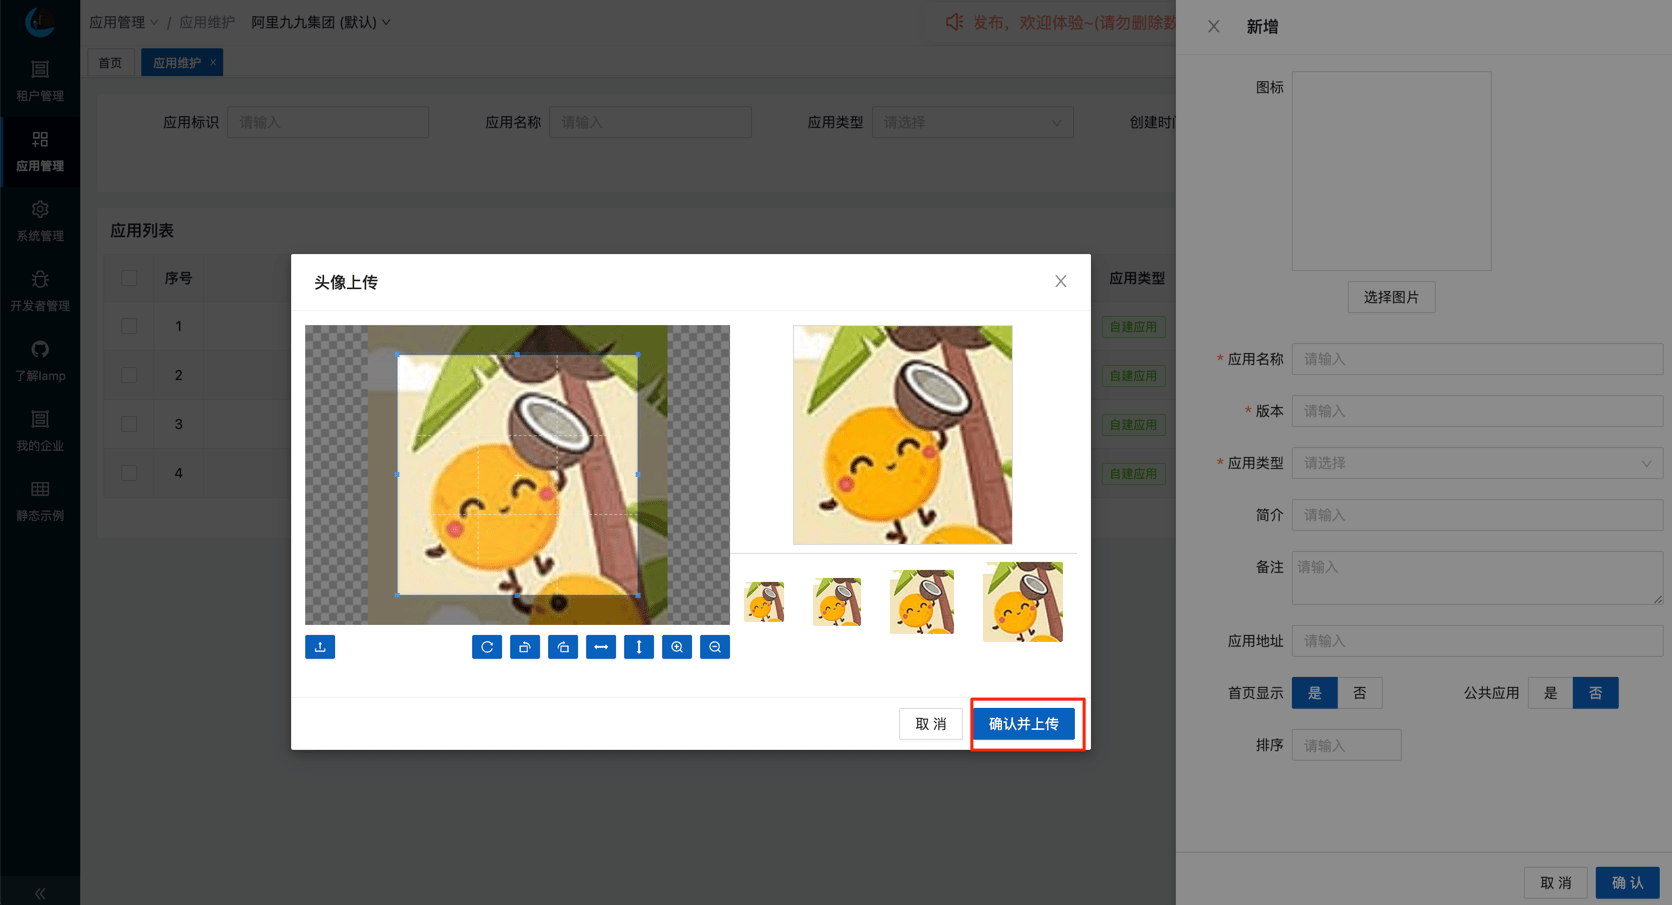 应用管理 / 应用维护 阿里九九集团 (默认)
发布，欢迎体验~(请勿删除数
首页
应用维护 ×
租户管理
应用管理
系统管理
开发者管理
了解lamp
我的企业
静态示例
应用标识 请输入
应用名称 请输入
应用类型 请选择
创建时
应用列表
序号
应用类型
1
自建应用
2
自建应用
3
自建应用
4
自建应用
头像上传
取 消
确认并上传
新增
图标
选择图片
* 应用名称 请输入
* 版本 请输入
* 应用类型 请选择
简介 请输入
备注 请输入
应用地址 请输入
首页显示 是 否
公共应用 是 否
排序 请输入
取 消
确 认